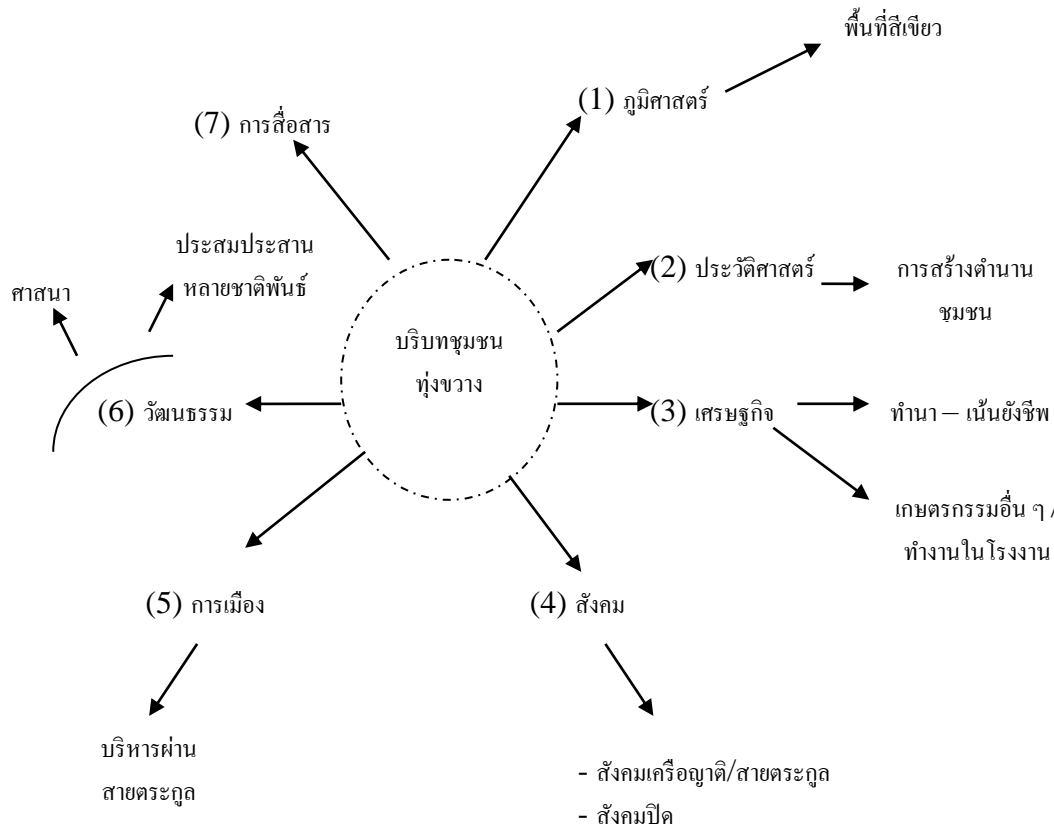 พื้นที่สีเขียว
(1) ภูมิศาสตร์
(7) การสื่อสาร
ประสมประสาน
หลายชาติพันธุ์
ศาสนา
(2) ประวัติศาสตร์
การสร้างตำนาน
ชุมชน
บริบทชุมชน
ทุ่งขวาง
(6) วัฒนธรรม
(3) เศรษฐกิจ
ทำนา – เน้นยังชีพ
เกษตรกรรมอื่น ๆ /
ทำงานในโรงงาน
(5) การเมือง
(4) สังคม
บริหารผ่าน
สายตระกูล
- สังคมเครือญาติ/สายตระกูล
- สังคมปิด